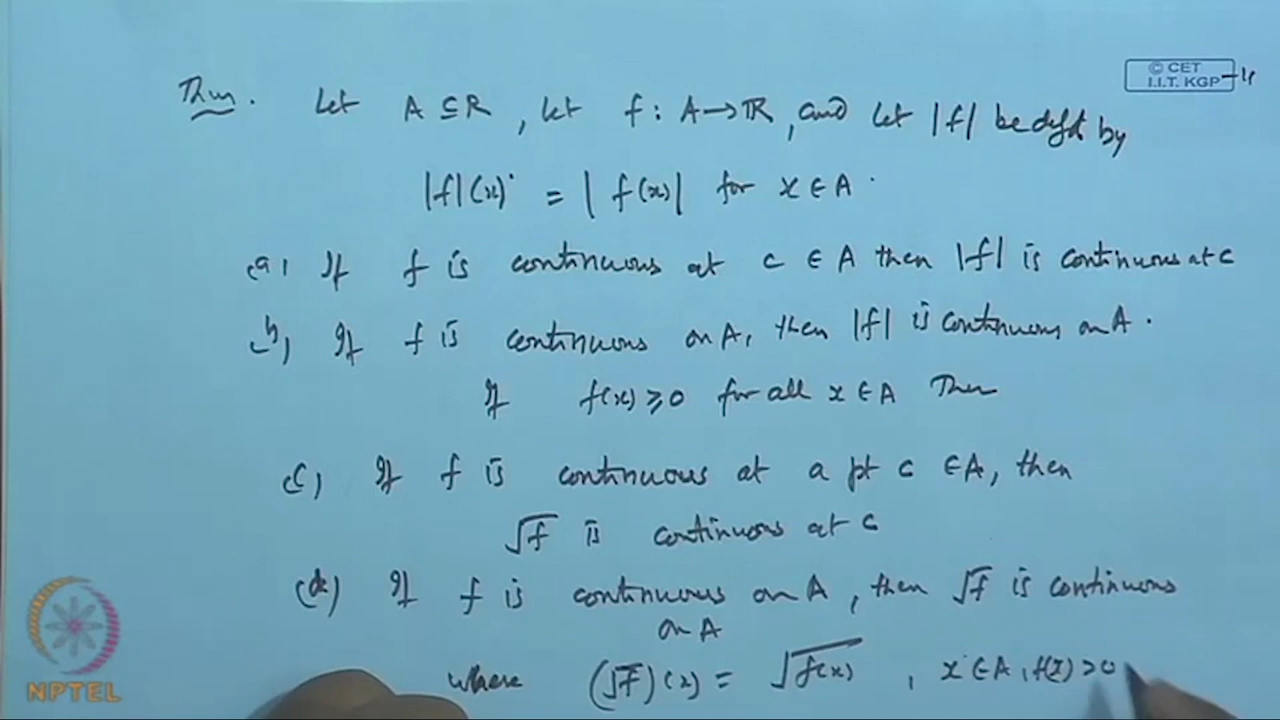 © CET
I.I.T. KGP
Thm. Let A ⊆ R, let f : A → R, and let |f| be defd by
|f|(x) = |f(x)| for x ∈ A.
(a) If f is continuous at c ∈ A then |f| is continuous at c
(b) If f is continuous on A, then |f| is continuous on A.
If f(x) ≥ 0 for all x ∈ A Then
(c) If f is continuous at a pt c ∈ A, then
√f is continuous at c
(d) If f is continuous on A, then √f is continuous
on A
where (√f)(x) = √f(x), x ∈ A, f(x) > 0
NPTEL